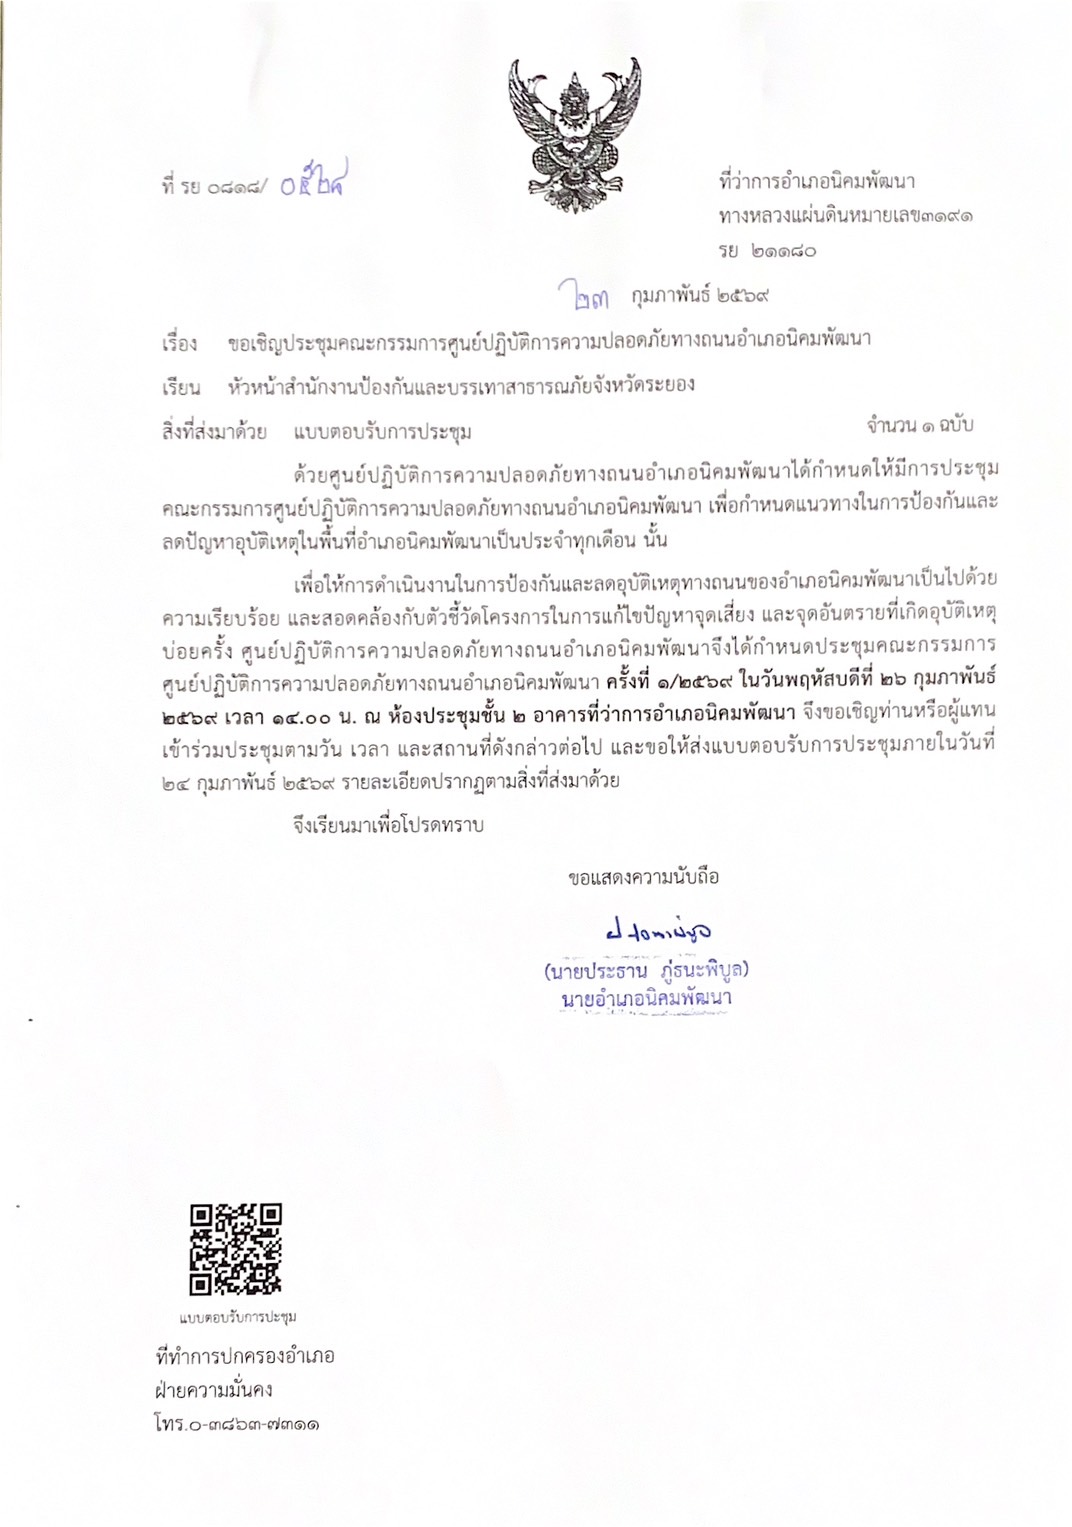 ที่ รย ๐๘๑๘/ ๐๕๒๘
ที่ว่าการอำเภอนิคมพัฒนา
ทางหลวงแผ่นดินหมายเลข๓๑๙๑
รย ๒๑๑๘๐
๒๓ กุมภาพันธ์ ๒๕๖๙
เรื่อง ขอเชิญประชุมคณะกรรมการศูนย์ปฏิบัติการความปลอดภัยทางถนนอำเภอนิคมพัฒนา
เรียน หัวหน้าสำนักงานป้องกันและบรรเทาสาธารณภัยจังหวัดระยอง
สิ่งที่ส่งมาด้วย แบบตอบรับการประชุม จำนวน ๑ ฉบับ
ด้วยศูนย์ปฏิบัติการความปลอดภัยทางถนนอำเภอนิคมพัฒนาได้กำหนดให้มีการประชุม
คณะกรรมการศูนย์ปฏิบัติการความปลอดภัยทางถนนอำเภอนิคมพัฒนา เพื่อกำหนดแนวทางในการป้องกันและ
ลดปัญหาอุบัติเหตุในพื้นที่อำเภอนิคมพัฒนาเป็นประจำทุกเดือน นั้น
เพื่อให้การดำเนินงานในการป้องกันและลดอุบัติเหตุทางถนนของอำเภอนิคมพัฒนาเป็นไปด้วย
ความเรียบร้อย และสอดคล้องกับตัวชี้วัดโครงการในการแก้ไขปัญหาจุดเสี่ยง และจุดอันตรายที่เกิดอุบัติเหตุ
บ่อยครั้ง ศูนย์ปฏิบัติการความปลอดภัยทางถนนอำเภอนิคมพัฒนาจึงได้กำหนดประชุมคณะกรรมการ
ศูนย์ปฏิบัติการความปลอดภัยทางถนนอำเภอนิคมพัฒนา ครั้งที่ ๑/๒๕๖๙ ในวันพฤหัสบดีที่ ๒๖ กุมภาพันธ์
๒๕๖๙ เวลา ๑๔.๐๐ น. ณ ห้องประชุมชั้น ๒ อาคารที่ว่าการอำเภอนิคมพัฒนา จึงขอเชิญท่านหรือผู้แทน
เข้าร่วมประชุมตามวัน เวลา และสถานที่ดังกล่าวต่อไป และขอให้ส่งแบบตอบรับการประชุมภายในวันที่
๒๔ กุมภาพันธ์ ๒๕๖๙ รายละเอียดปรากฏตามสิ่งที่ส่งมาด้วย
จึงเรียนมาเพื่อโปรดทราบ
ขอแสดงความนับถือ
(นายประธาน ภู่ธนะพิบูล)
นายอำเภอนิคมพัฒนา
แบบตอบรับการปะชุม
ที่ทำการปกครองอำเภอ
ฝ่ายความมั่นคง
โทร.๐-๓๘๖๓-๗๓๑๑